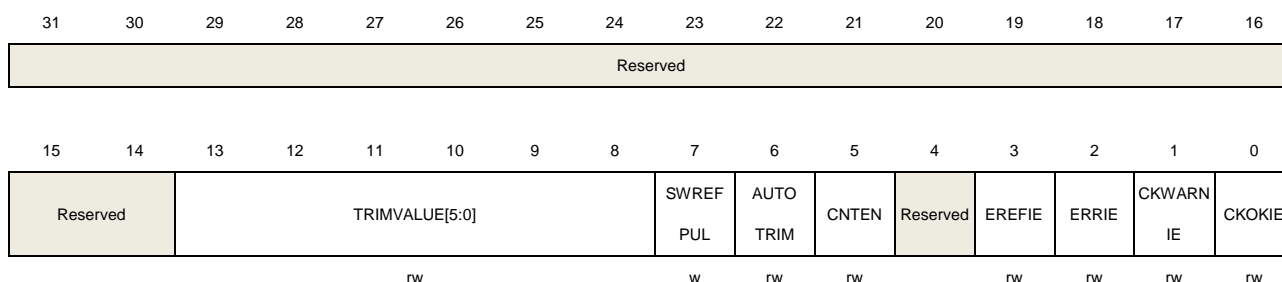 31 30 29 28 27 26 25 24 23 22 21 20 19 18 17 16
Reserved
15 14 13 12 11 10 9 8 7 6 5 4 3 2 1 0
Reserved TRIMVALUE[5:0] SWREF PUL AUTO TRIM CNTEN Reserved EREFIE ERRIE CKWARN IE CKOKIE
rw w rw rw rw rw rw rw